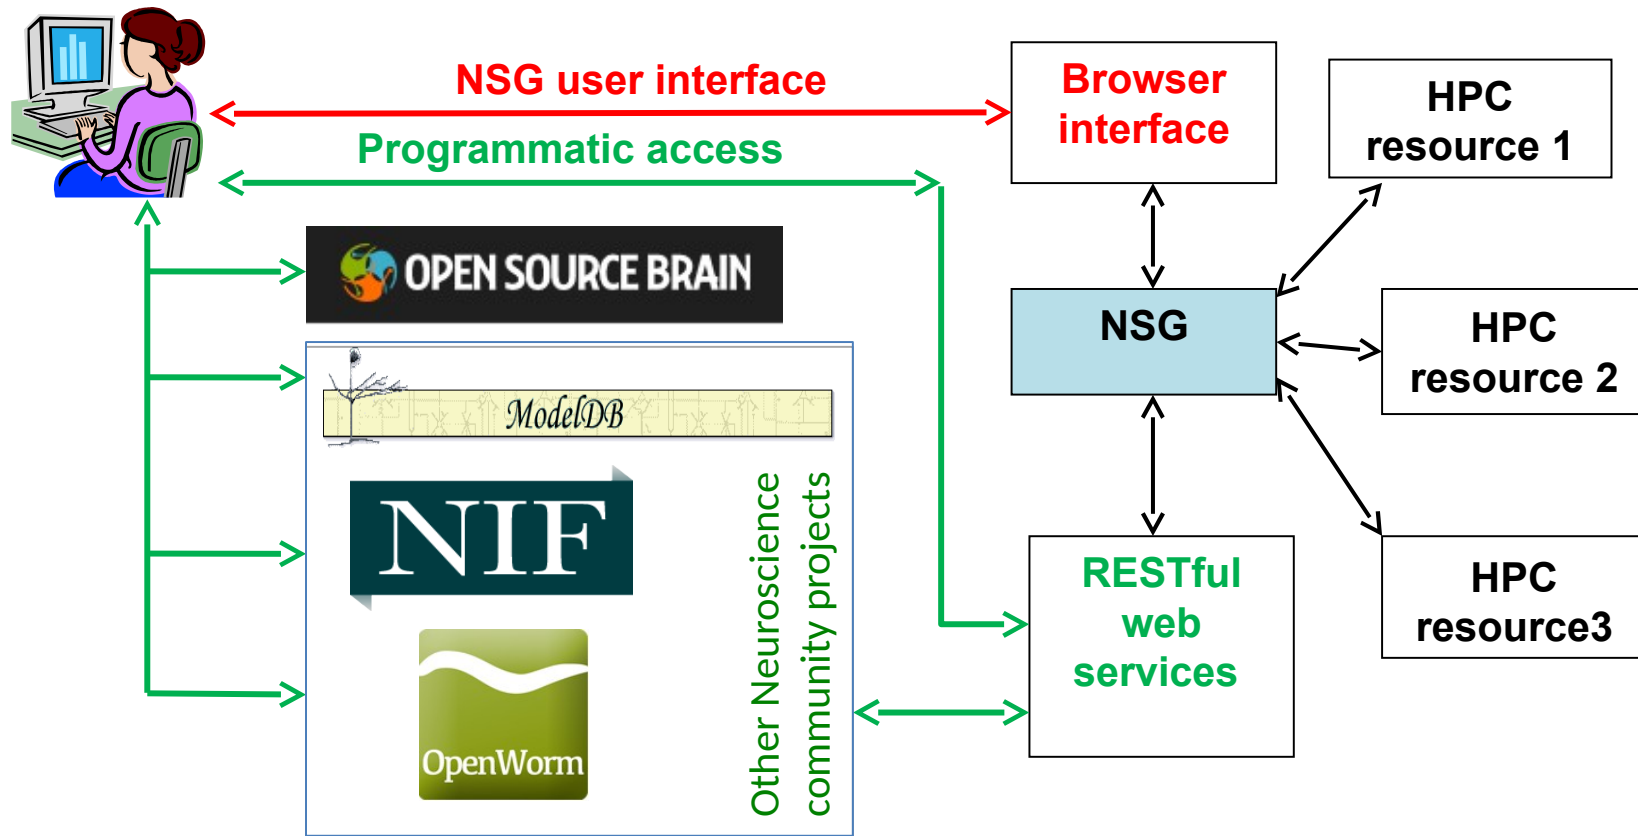 NSG user interface
Programmatic access
Browser
interface
HPC
resource 1
OPEN SOURCE BRAIN
NSG
HPC
resource 2
ModelDB
NIF
OpenWorm
Other Neuroscience
community projects
RESTful
web
services
HPC
resource3